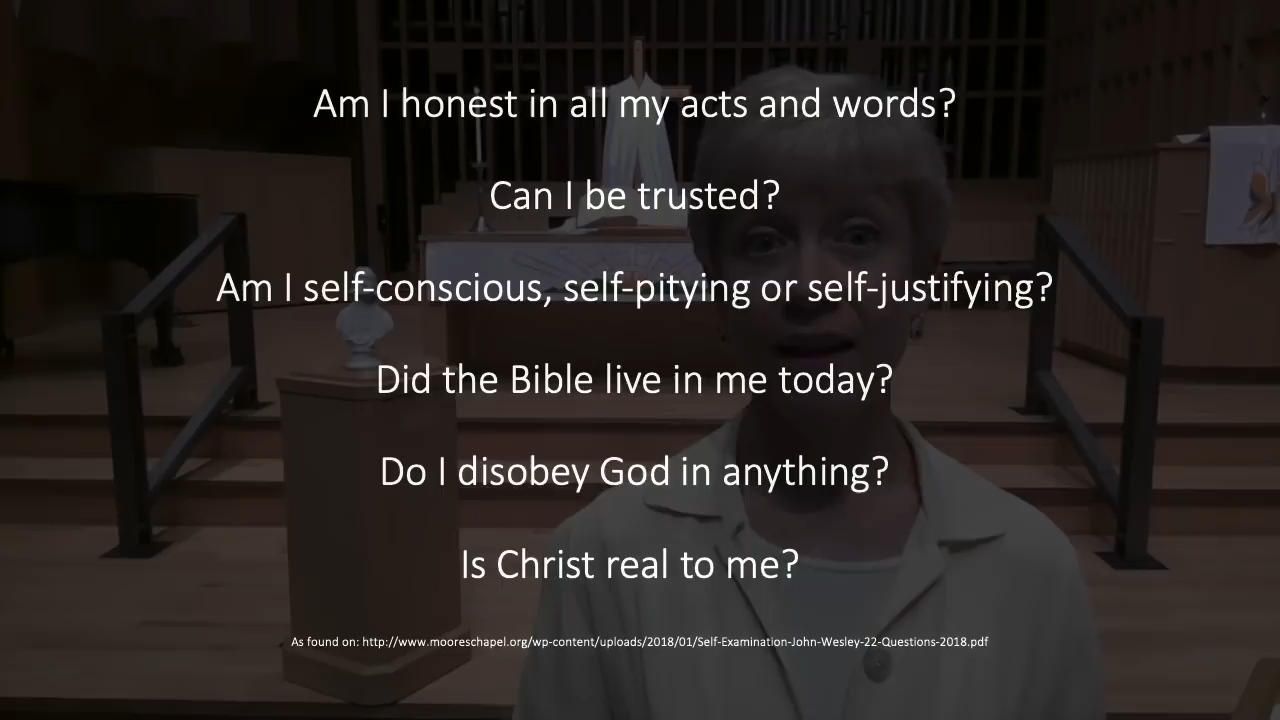 Am I honest in all my acts and words?
Can I be trusted?
Am I self-conscious, self-pitying or self-justifying?
Did the Bible live in me today?
Do I disobey God in anything?
Is Christ real to me?
As found on: http://www.mooreschapel.org/wp-content/uploads/2018/01/Self-Examination-John-Wesley-22-Questions-2018.pdf